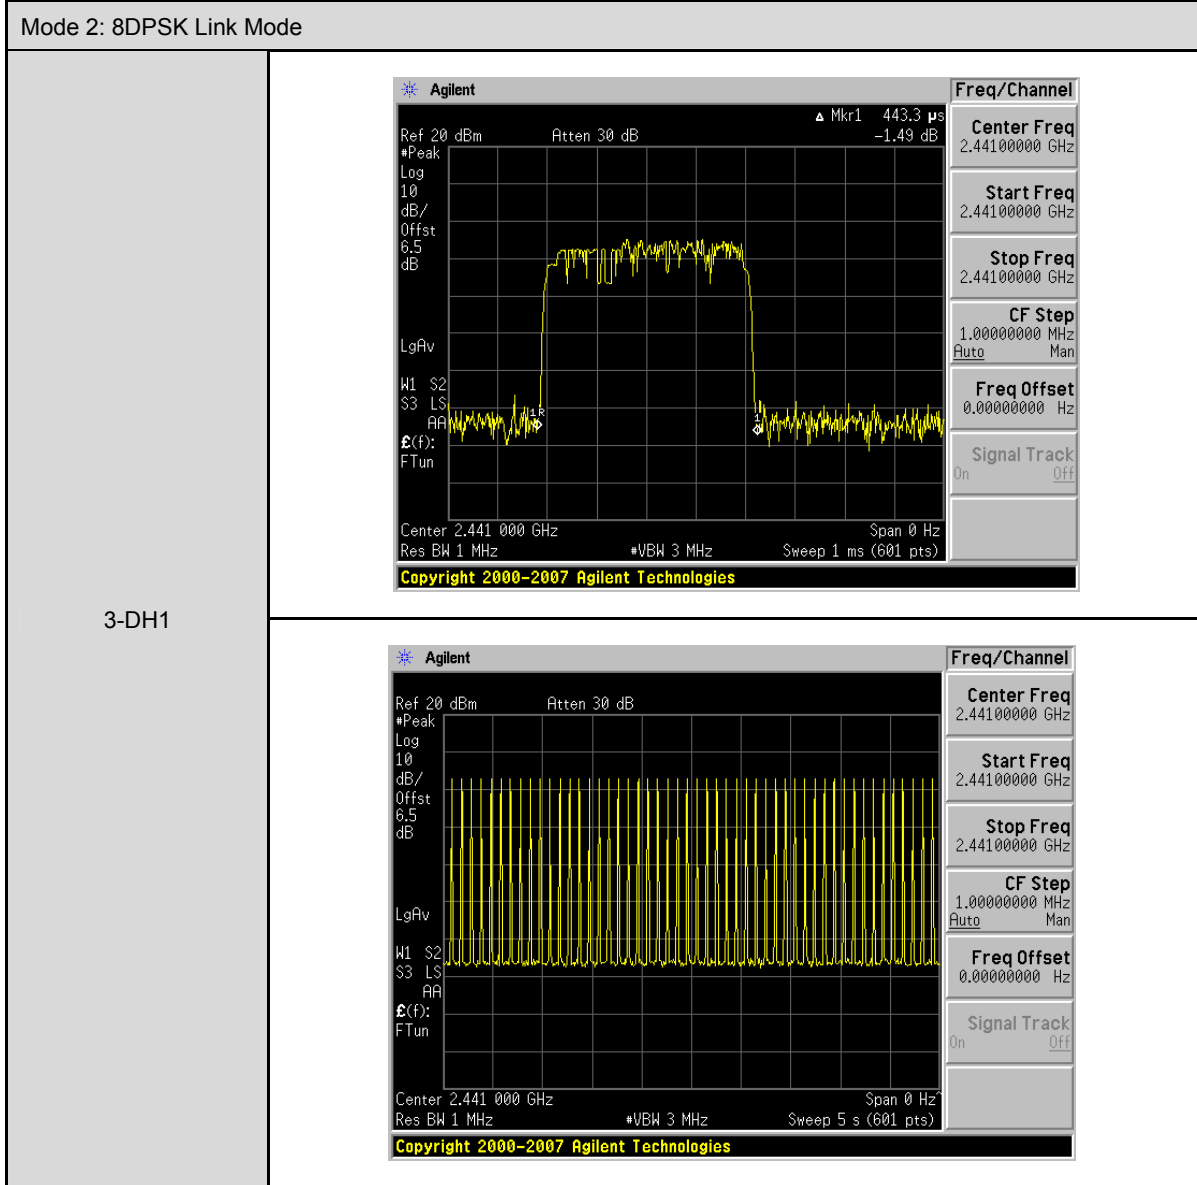 Mode 2: 8DPSK Link Mode
3-DH1
Agilent
Freq/Channel
Δ Mkr1 443.3 µs
Ref 20 dBm Atten 30 dB -1.49 dB
#Peak
Log
10
dB/
Offst
6.5
dB
LgAv
W1 S2
S3 LS
AA
£(f):
FTun
1R
1
Center 2.441 000 GHz Span 0 Hz
Res BW 1 MHz #VBW 3 MHz Sweep 1 ms (601 pts)
Copyright 2000-2007 Agilent Technologies
Center Freq
2.44100000 GHz
Start Freq
2.44100000 GHz
Stop Freq
2.44100000 GHz
CF Step
1.00000000 MHz
Auto Man
Freq Offset
0.00000000 Hz
Signal Track
On Off
Agilent
Freq/Channel
Ref 20 dBm Atten 30 dB
#Peak
Log
10
dB/
Offst
6.5
dB
LgAv
W1 S2
S3 LS
AA
£(f):
FTun
Center 2.441 000 GHz Span 0 Hz^
Res BW 1 MHz #VBW 3 MHz Sweep 5 s (601 pts)
Copyright 2000-2007 Agilent Technologies
Center Freq
2.44100000 GHz
Start Freq
2.44100000 GHz
Stop Freq
2.44100000 GHz
CF Step
1.00000000 MHz
Auto Man
Freq Offset
0.00000000 Hz
Signal Track
On Off